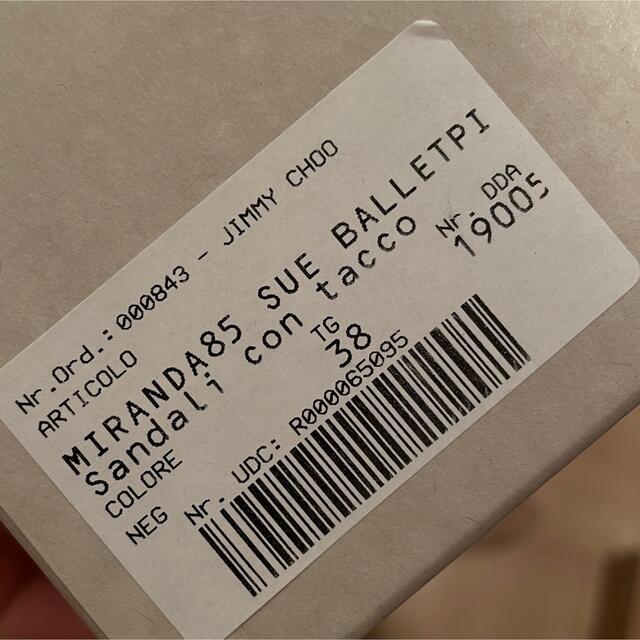 Nr.Ord.:000843 - JIMMY CHOO
ARTICOLO
MIRANDA85 SUE BALLETPI
Sandali con tacco
COLORE TG Nr. DDA
NEG 38 19005
Nr. UDC: R000065095